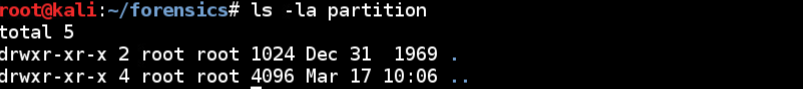 root@kali:~/forensics# ls -la partition
total 5
drwxr-xr-x 2 root root 1024 Dec 31  1969 .
drwxr-xr-x 4 root root 4096 Mar 17 10:06 ..